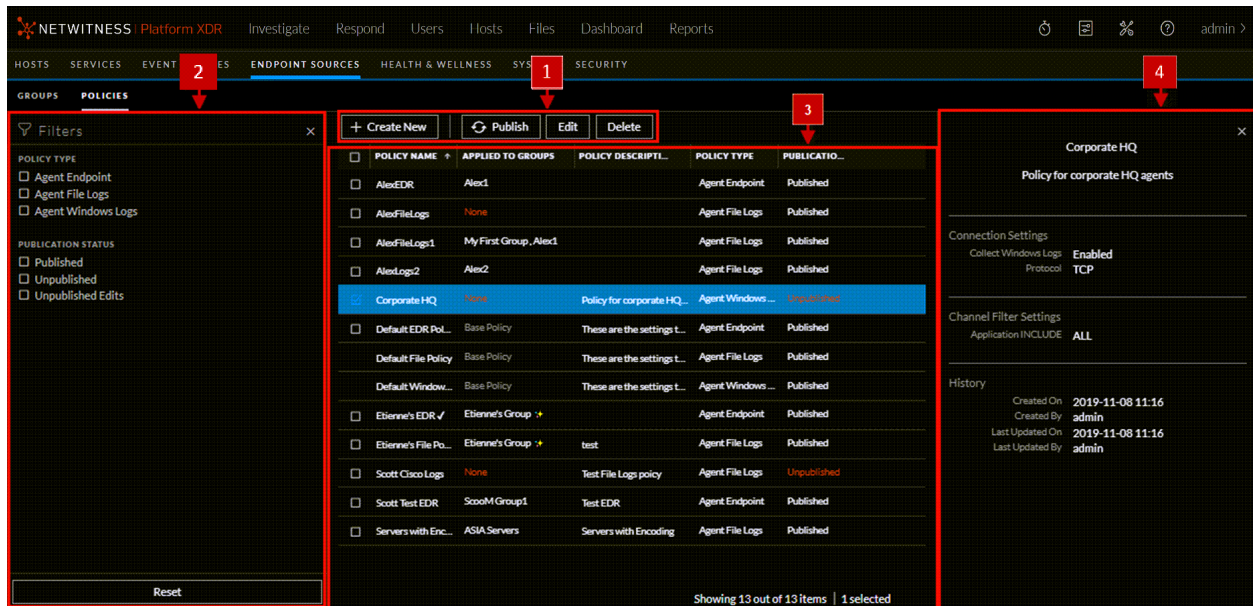 NETWITNESS Platform XDR Investigate Respond Users Hosts Files Dashboard Reports admin >
HOSTS SERVICES EVENT ES ENDPOINT SOURCES HEALTH & WELLNESS SYS SECURITY
2
1
4
GROUPS POLICIES
3
Filters ×
+ Create New Publish Edit Delete
×
POLICY TYPE
Agent Endpoint
Agent File Logs
Agent Windows Logs
PUBLICATION STATUS
Published
Unpublished
Unpublished Edits
Reset
POLICY NAME ↑ APPLIED TO GROUPS POLICY DESCRIPTI... POLICY TYPE PUBLICATIO...
AlexEDR Alex1 Agent Endpoint Published
AlexFileLogs None Agent File Logs Published
AlexFileLogs1 My First Group , Alex1 Agent File Logs Published
AlexLogs2 Alex2 Agent File Logs Published
Corporate HQ None Policy for corporate HQ... Agent Windows ... Unpublished
Default EDR Pol... Base Policy These are the settings t... Agent Endpoint Published
Default File Policy Base Policy These are the settings t... Agent File Logs Published
Default Window... Base Policy These are the settings t... Agent Windows ... Published
Etienne's EDR ✓ Etienne's Group ✨ Agent Endpoint Published
Etienne's File Po... Etienne's Group ✨ test Agent File Logs Published
Scott Cisco Logs None Test File Logs poicy Agent File Logs Unpublished
Scott Test EDR ScooM Group1 Test EDR Agent Endpoint Published
Servers with Enc... ASIA Servers Servers with Encoding Agent File Logs Published
Showing 13 out of 13 items | 1 selected
Corporate HQ
Policy for corporate HQ agents
Connection Settings
Collect Windows Logs Enabled
Protocol TCP
Channel Filter Settings
Application INCLUDE ALL
History
Created On 2019-11-08 11:16
Created By admin
Last Updated On 2019-11-08 11:16
Last Updated By admin